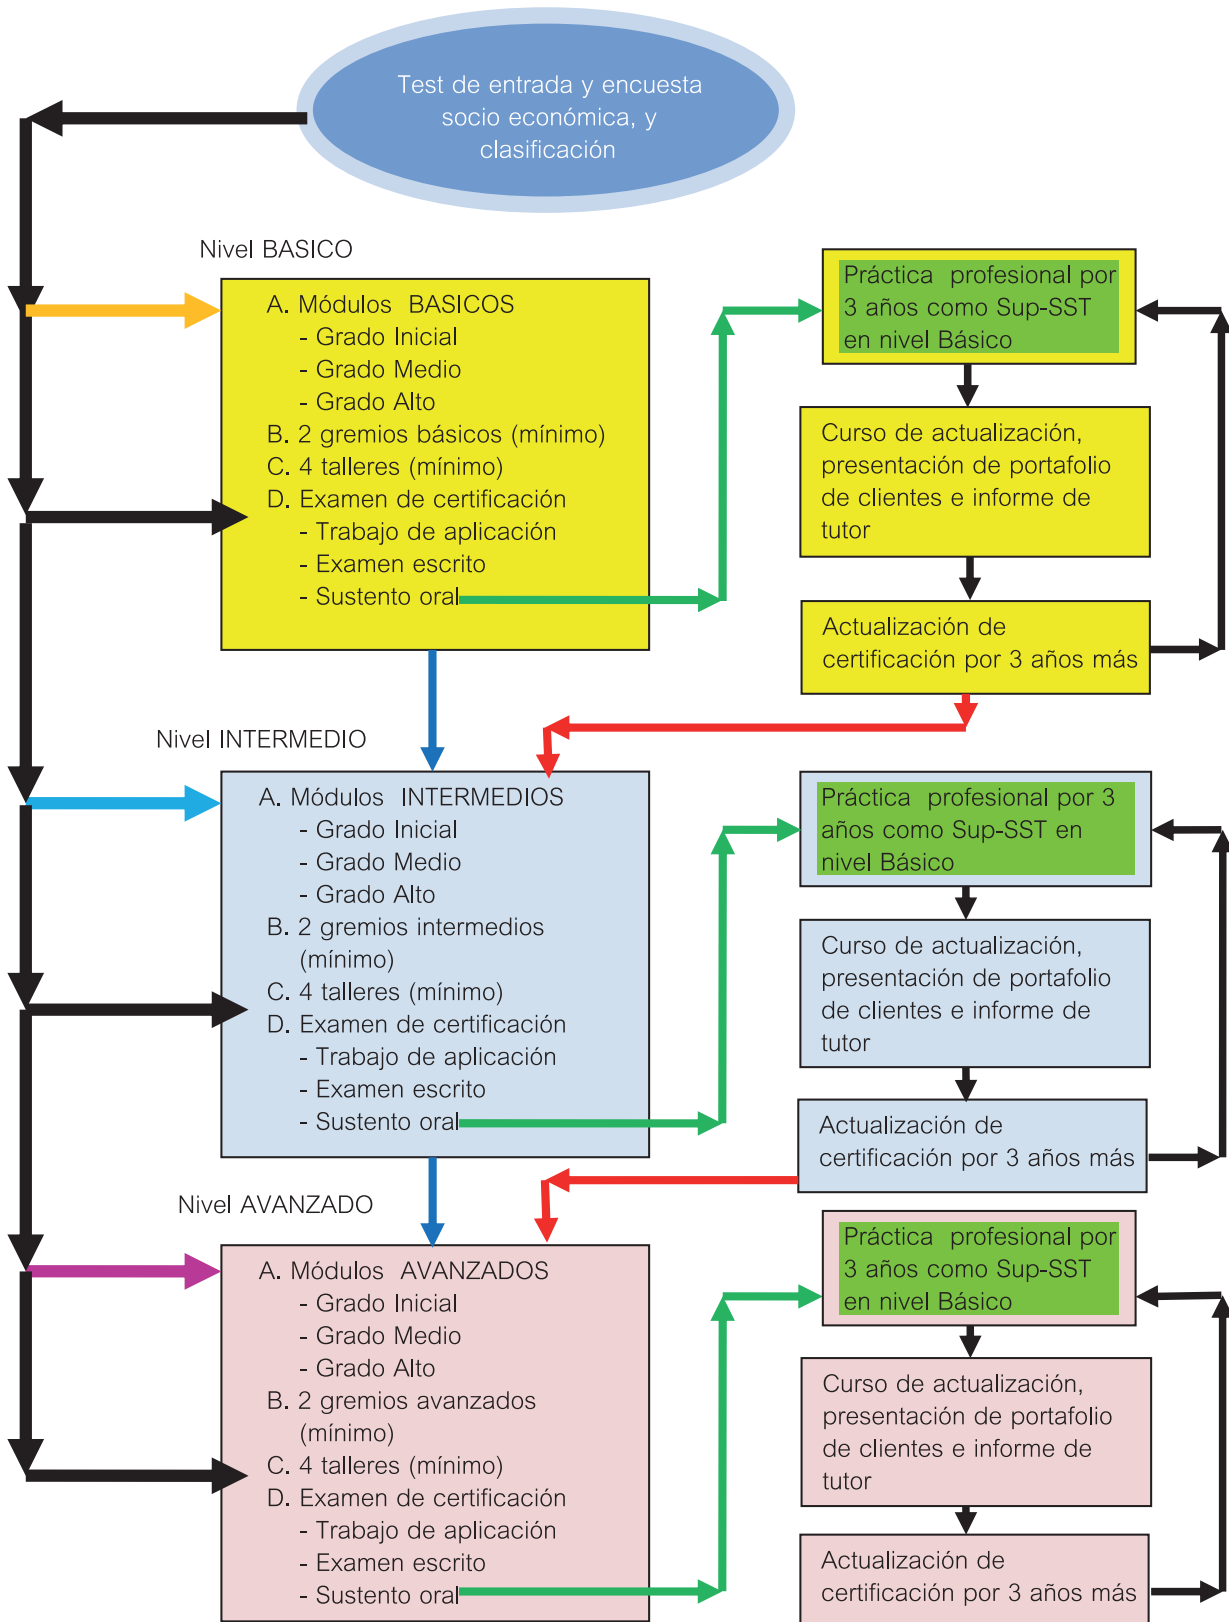 Test de entrada y encuesta
socio económica, y
clasificación
Nivel BASICO
A. Módulos BASICOS
- Grado Inicial
- Grado Medio
- Grado Alto
B. 2 gremios básicos (mínimo)
C. 4 talleres (mínimo)
D. Examen de certificación
- Trabajo de aplicación
- Examen escrito
- Sustento oral
Práctica profesional por
3 años como Sup-SST
en nivel Básico
Curso de actualización,
presentación de portafolio
de clientes e informe de
tutor
Actualización de
certificación por 3 años más
Nivel INTERMEDIO
A. Módulos INTERMEDIOS
- Grado Inicial
- Grado Medio
- Grado Alto
B. 2 gremios intermedios
(mínimo)
C. 4 talleres (mínimo)
D. Examen de certificación
- Trabajo de aplicación
- Examen escrito
- Sustento oral
Práctica profesional por 3
años como Sup-SST en
nivel Básico
Curso de actualización,
presentación de portafolio
de clientes e informe de
tutor
Actualización de
certificación por 3 años más
Nivel AVANZADO
A. Módulos AVANZADOS
- Grado Inicial
- Grado Medio
- Grado Alto
B. 2 gremios avanzados
(mínimo)
C. 4 talleres (mínimo)
D. Examen de certificación
- Trabajo de aplicación
- Examen escrito
- Sustento oral
Práctica profesional por
3 años como Sup-SST
en nivel Básico
Curso de actualización,
presentación de portafolio
de clientes e informe de
tutor
Actualización de
certificación por 3 años más